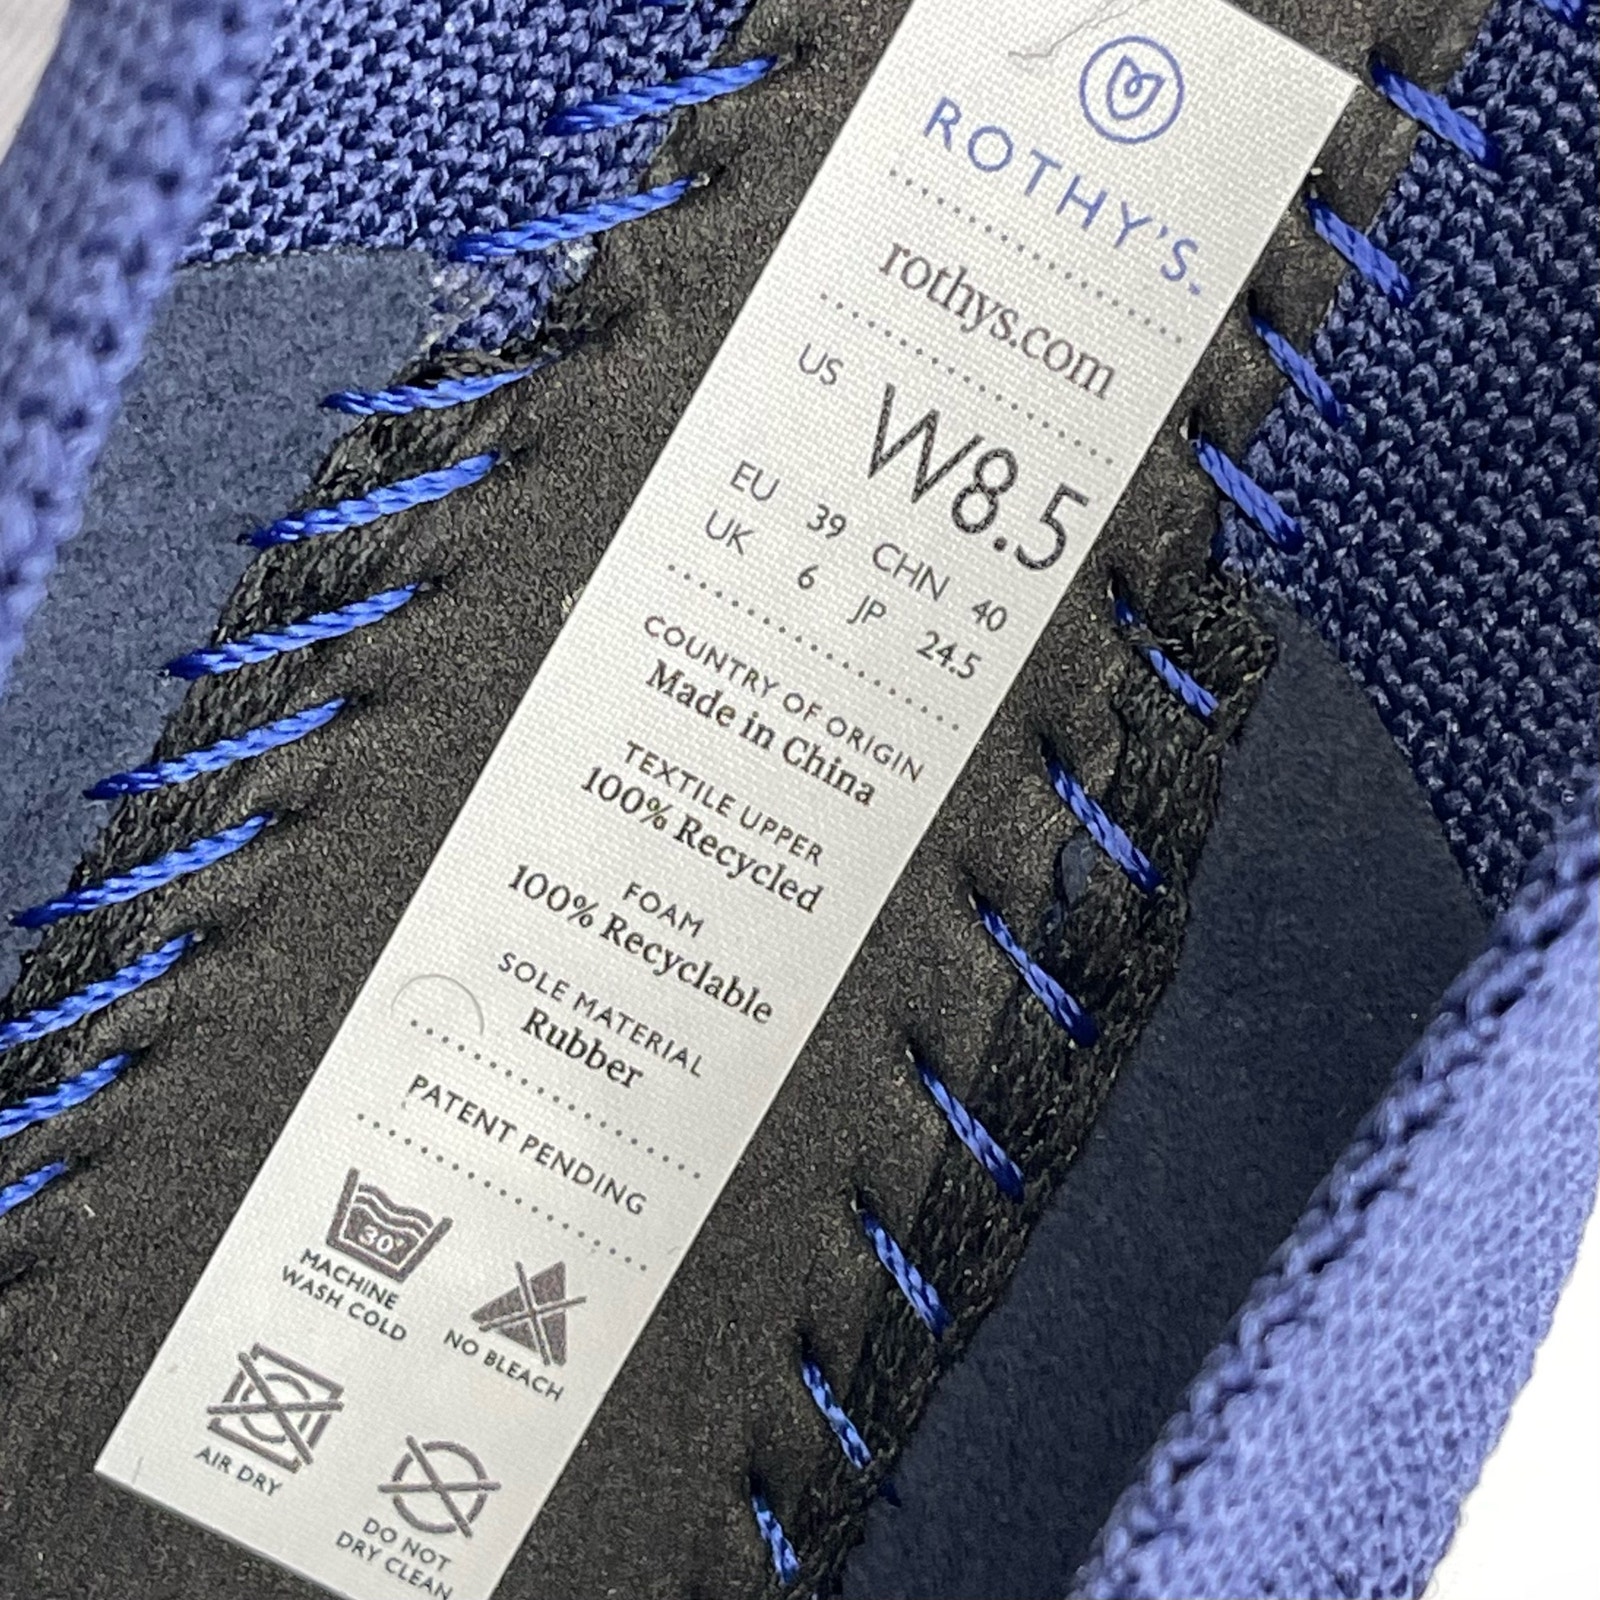 ROTHY'S.
rothys.com
US W8.5
EU 39 CHN 40
UK 6 JP 24.5
COUNTRY OF ORIGIN
Made in China
TEXTILE UPPER
100% Recycled
FOAM
100% Recyclable
SOLE MATERIAL
Rubber
PATENT PENDING
30°
MACHINE
WASH COLD
NO BLEACH
AIR DRY
DO NOT
DRY CLEAN